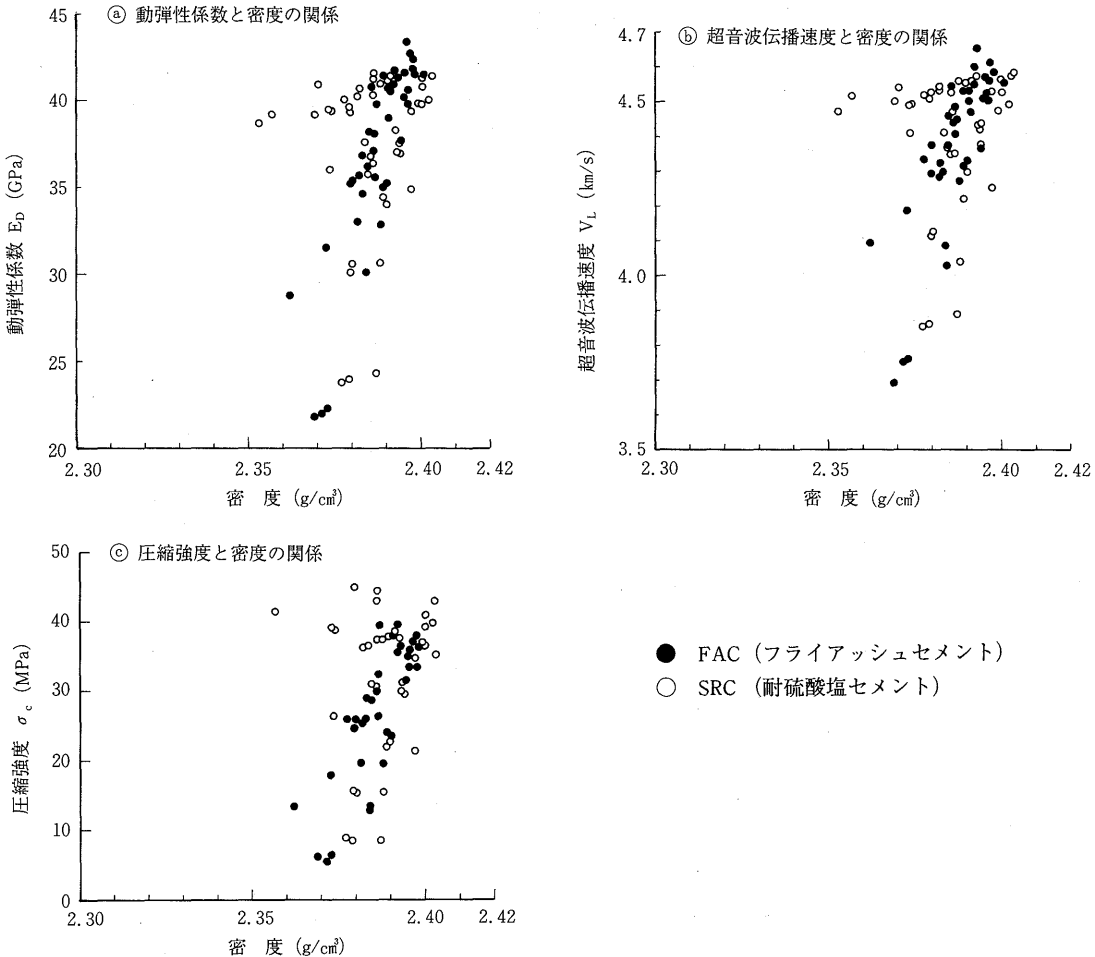 ⓐ 動弾性係数と密度の関係
45
40
35
30
25
20
動弾性係数 E_D (GPa)
2.30 2.35 2.40 2.42
密 度 (g/cm³)
ⓑ 超音波伝播速度と密度の関係
4.7
4.5
4.0
3.5
超音波伝播速度 V_L (km/s)
2.30 2.35 2.40 2.42
密 度 (g/cm³)
ⓒ 圧縮強度と密度の関係
50
40
30
20
10
0
圧縮強度 σ_c (MPa)
2.30 2.35 2.40 2.42
密 度 (g/cm³)
● FAC (フライアッシュセメント)
○ SRC (耐硫酸塩セメント)